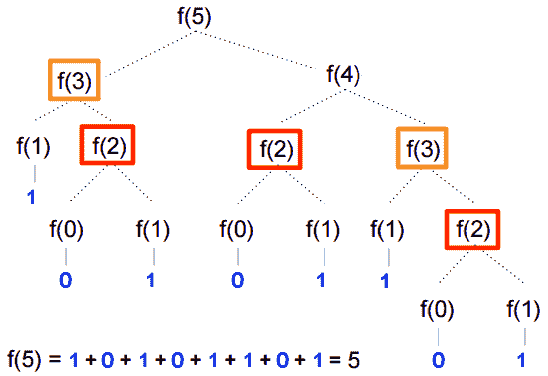 f(5)
f(3) f(4)
f(1) f(2) f(2) f(3)
1
f(0) f(1) f(0) f(1) f(1) f(2)
0 1 0 1 1
f(0) f(1)
f(5) = 1 + 0 + 1 + 0 + 1 + 1 + 0 + 1 = 5 0 1